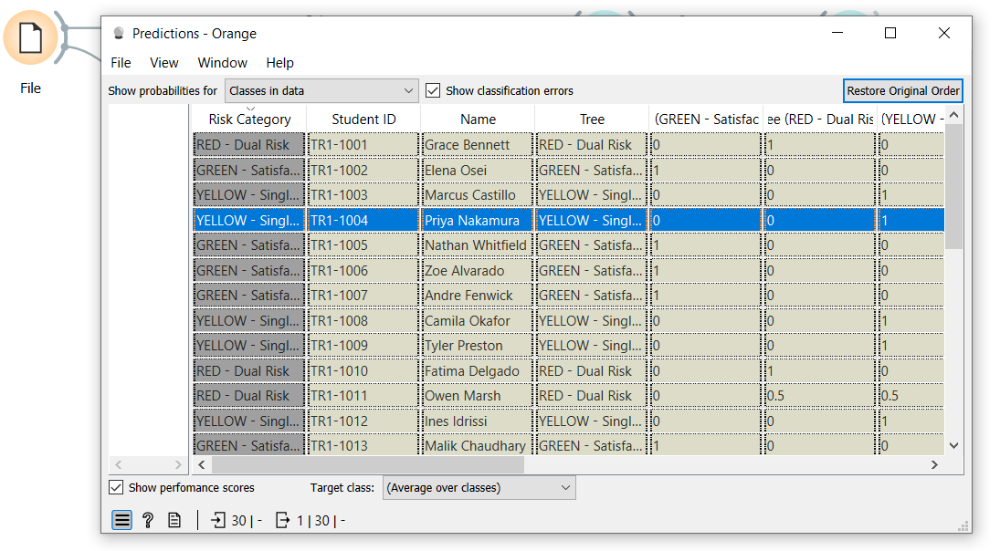 Predictions - Orange
File View Window Help
Show probabilities for Classes in data Show classification errors Restore Original Order
File
Risk Category Student ID Name Tree (GREEN - Satisfac ee (RED - Dual Ris (YELLOW -
RED - Dual Risk TR1-1001 Grace Bennett RED - Dual Risk 0 1 0
GREEN - Satisfa... TR1-1002 Elena Osei GREEN - Satisfa... 1 0 0
YELLOW - Singl... TR1-1003 Marcus Castillo YELLOW - Singl... 0 0 1
YELLOW - Singl... TR1-1004 Priya Nakamura YELLOW - Singl... 0 0 1
GREEN - Satisfa... TR1-1005 Nathan Whitfield GREEN - Satisfa... 1 0 0
GREEN - Satisfa... TR1-1006 Zoe Alvarado GREEN - Satisfa... 1 0 0
GREEN - Satisfa... TR1-1007 Andre Fenwick GREEN - Satisfa... 1 0 0
YELLOW - Singl... TR1-1008 Camila Okafor YELLOW - Singl... 0 0 1
YELLOW - Singl... TR1-1009 Tyler Preston YELLOW - Singl... 0 0 1
RED - Dual Risk TR1-1010 Fatima Delgado RED - Dual Risk 0 1 0
RED - Dual Risk TR1-1011 Owen Marsh RED - Dual Risk 0 0.5 0.5
YELLOW - Singl... TR1-1012 Ines Idrissi YELLOW - Singl... 0 0 1
GREEN - Satisfa... TR1-1013 Malik Chaudhary GREEN - Satisfa... 1 0 0
Show perfomance scores Target class: (Average over classes)
? 30 | - 1 | 30 | -